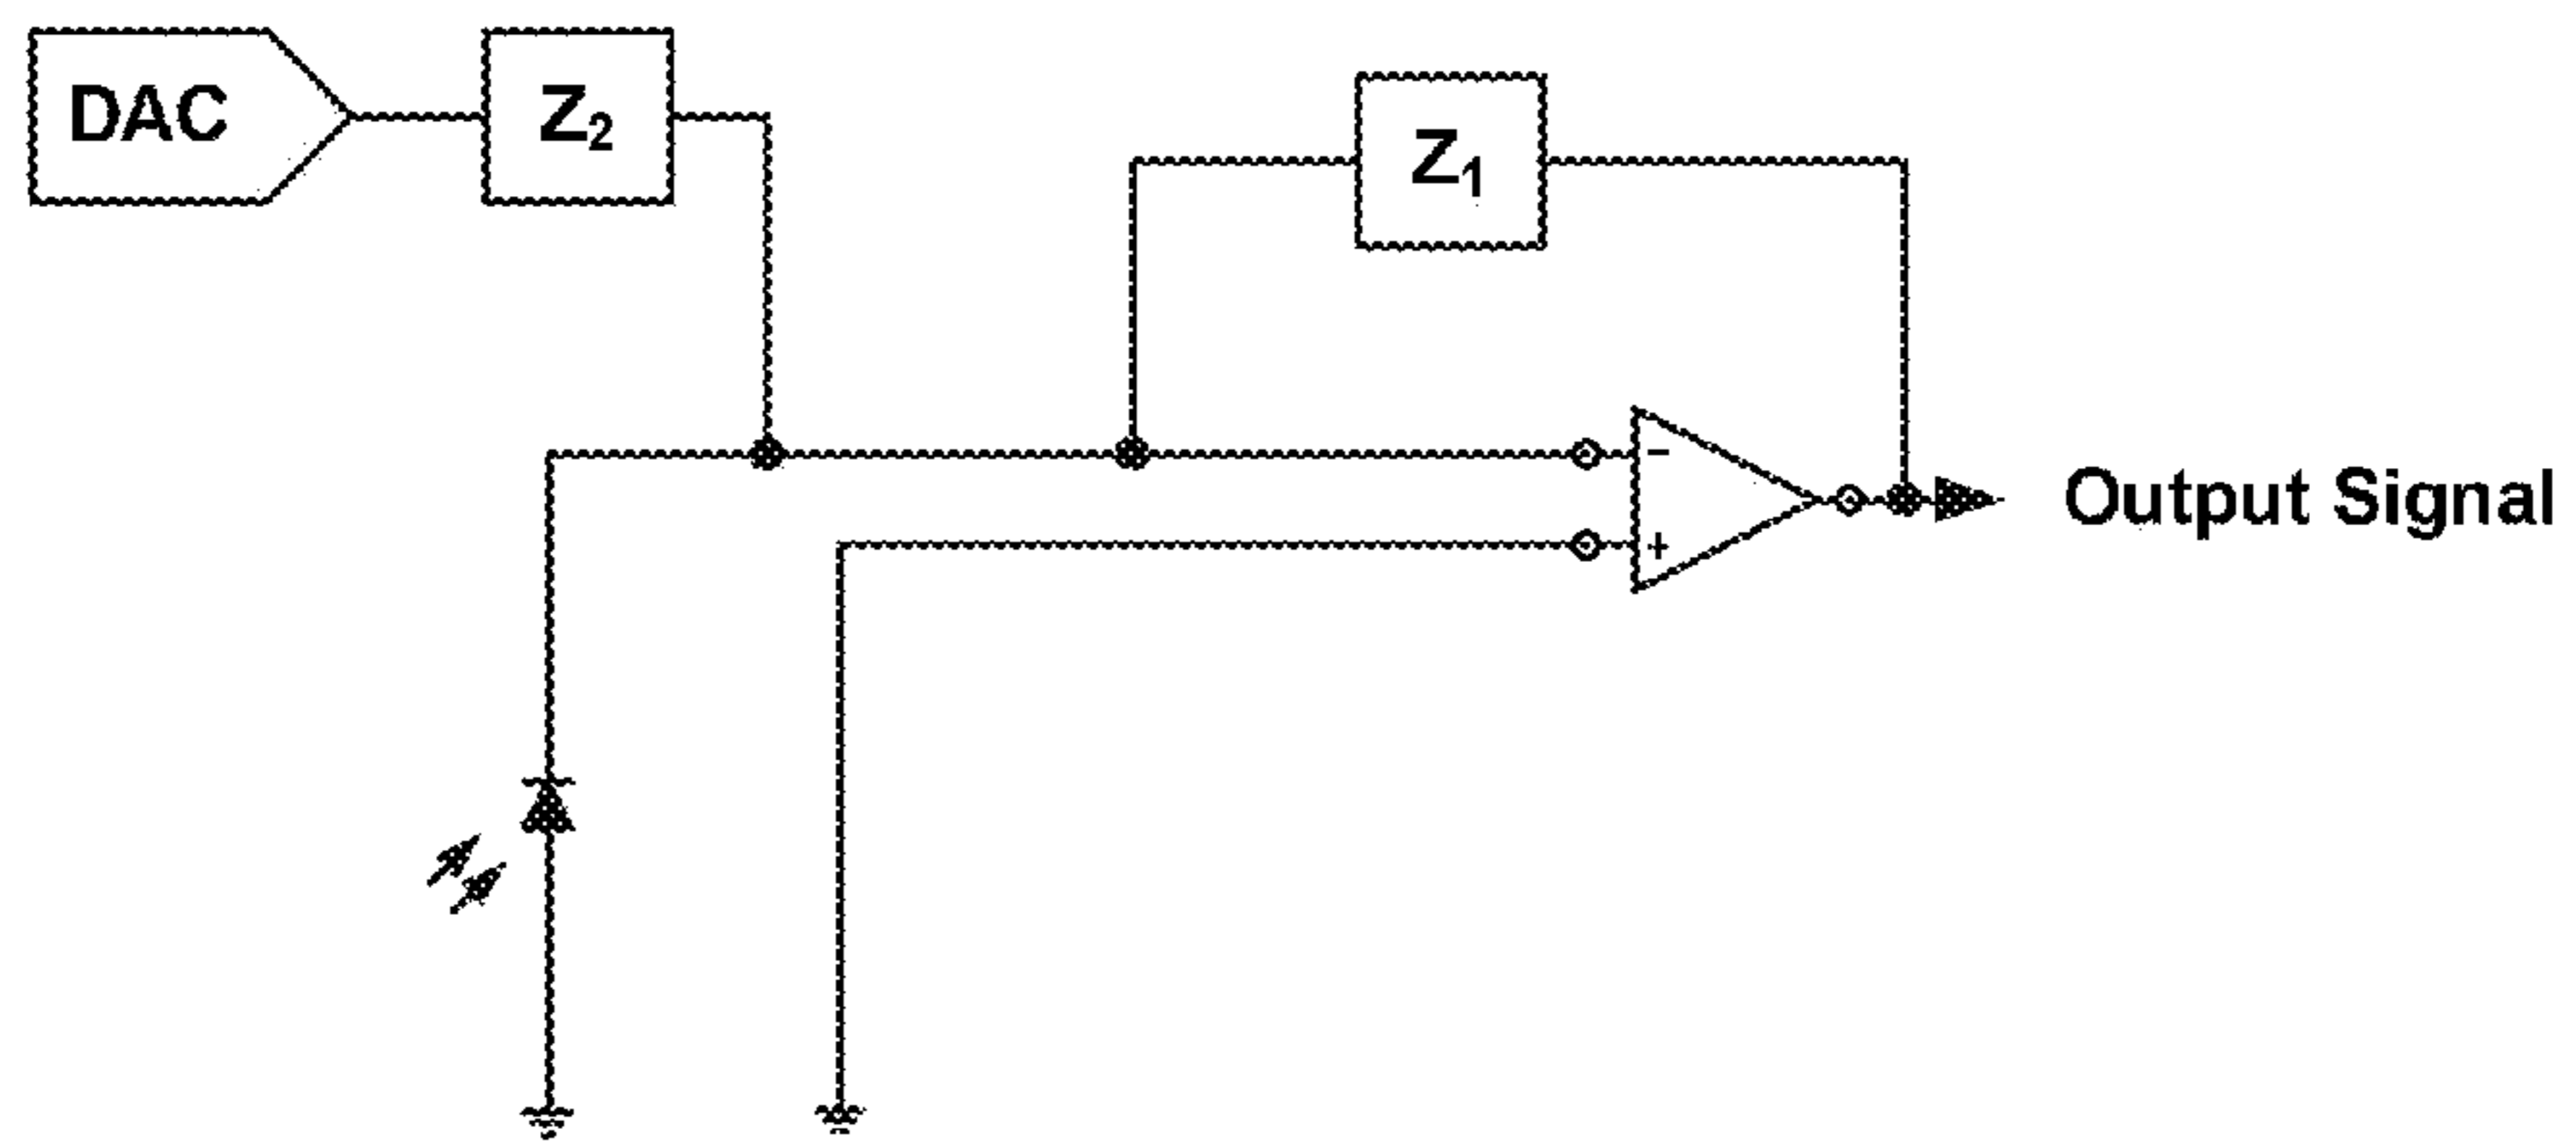 DAC
Z₂
Z₁
-
+
Output Signal